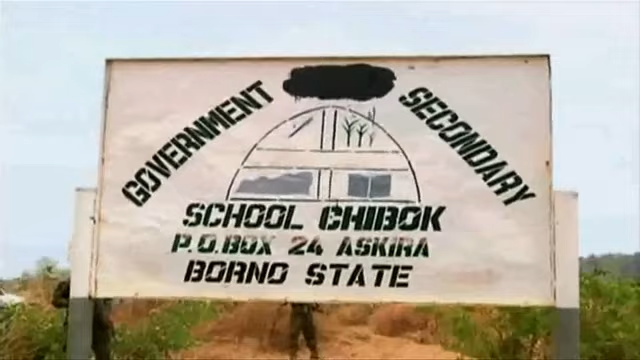 GOVERNMENT SECONDARY
SCHOOL CHIBOK
P.O.BOX 24 ASKIRA
BORNO STATE